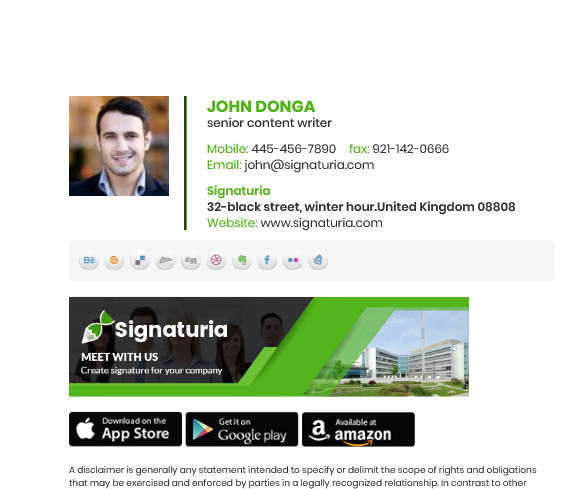 JOHN DONGA
senior content writer
Mobile: 445-456-7890 fax: 921-142-0666
Email: john@signaturia.com
Signaturia
32-black street, winter hour.United Kingdom 08808
Website: www.signaturia.com
Bē
digg
Signaturia
MEET WITH US
Create signature for your company
Download on the
App Store
Get it on
Google play
Available at
amazon
A disclaimer is generally any statement intended to specify or delimit the scope of rights and obligations
that may be exercised and enforced by parties in a legally recognized relationship. In contrast to other